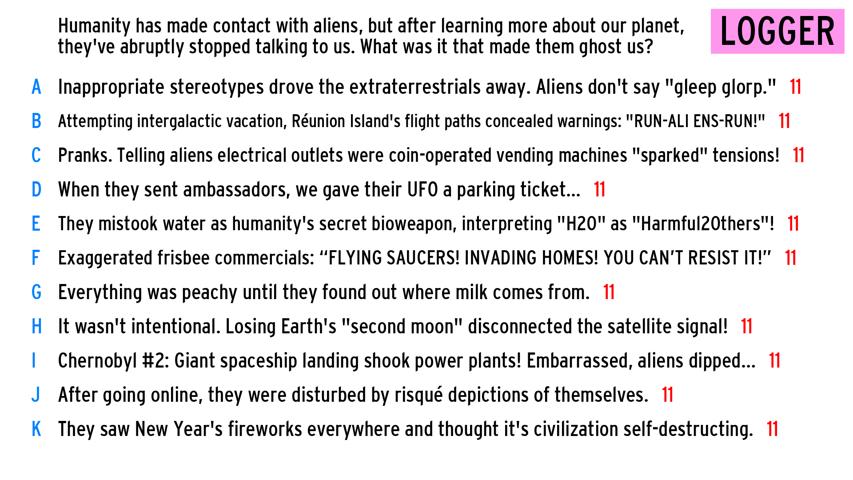 Humanity has made contact with aliens, but after learning more about our planet,
they've abruptly stopped talking to us. What was it that made them ghost us?
LOGGER
A Inappropriate stereotypes drove the extraterrestrials away. Aliens don't say "gleep glorp." 11
B Attempting intergalactic vacation, Réunion Island's flight paths concealed warnings: "RUN-ALI ENS-RUN!" 11
C Pranks. Telling aliens electrical outlets were coin-operated vending machines "sparked" tensions! 11
D When they sent ambassadors, we gave their UFO a parking ticket... 11
E They mistook water as humanity's secret bioweapon, interpreting "H20" as "Harmful20thers"! 11
F Exaggerated frisbee commercials: “FLYING SAUCERS! INVADING HOMES! YOU CAN’T RESIST IT!” 11
G Everything was peachy until they found out where milk comes from. 11
H It wasn't intentional. Losing Earth's "second moon" disconnected the satellite signal! 11
I Chernobyl #2: Giant spaceship landing shook power plants! Embarrassed, aliens dipped... 11
J After going online, they were disturbed by risqué depictions of themselves. 11
K They saw New Year's fireworks everywhere and thought it's civilization self-destructing. 11